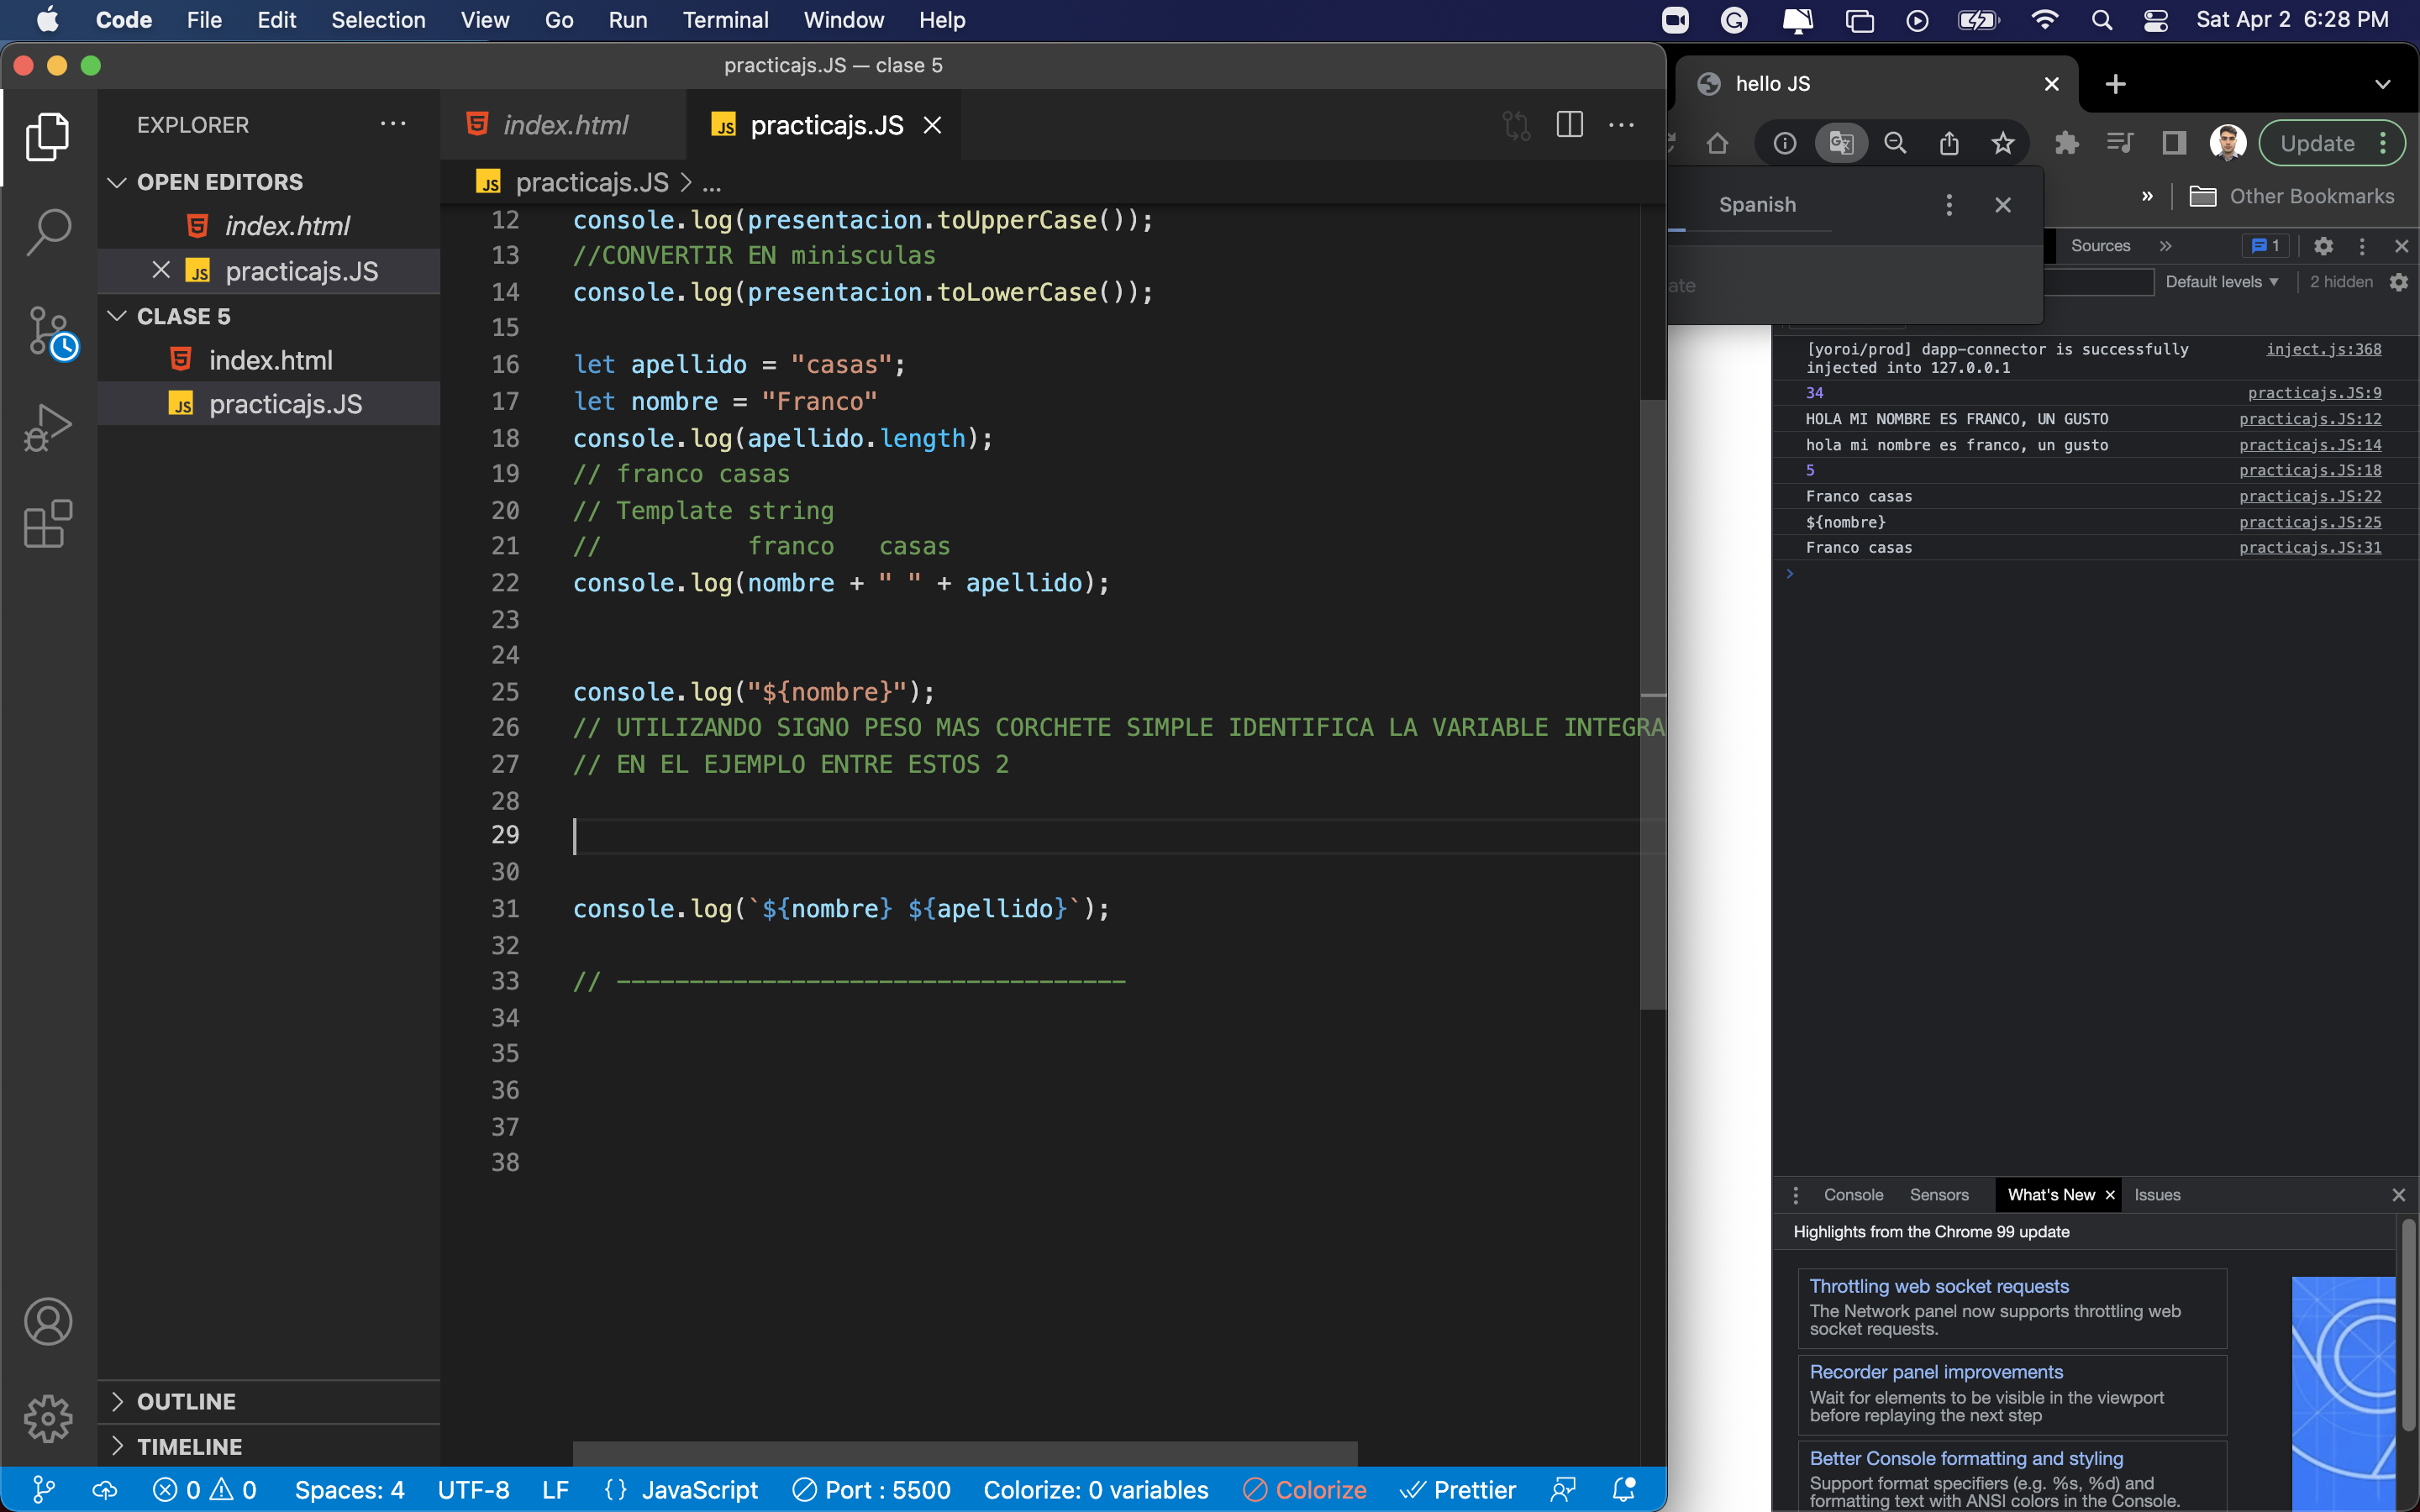 Code File Edit Selection View Go Run Terminal Window Help
Sat Apr 2 6:28 PM
practicajs.JS — clase 5
EXPLORER
OPEN EDITORS
index.html
practicajs.JS
CLASE 5
index.html
practicajs.JS
OUTLINE
TIMELINE
index.html
practicajs.JS
practicajs.JS > ...
12 console.log(presentacion.toUpperCase());
13 //CONVERTIR EN minisculas
14 console.log(presentacion.toLowerCase());
15
16 let apellido = "casas";
17 let nombre = "Franco"
18 console.log(apellido.length);
19 // franco casas
20 // Template string
21 // franco casas
22 console.log(nombre + " " + apellido);
23
24
25 console.log("${nombre}");
26 // UTILIZANDO SIGNO PESO MAS CORCHETE SIMPLE IDENTIFICA LA VARIABLE INTEGRA
27 // EN EL EJEMPLO ENTRE ESTOS 2
28
29
30
31 console.log(`${nombre} ${apellido}`);
32
33 // -----------------------------------
34
35
36
37
38
0 0 Spaces: 4 UTF-8 LF {} JavaScript Port : 5500 Colorize: 0 variables Colorize Prettier
hello JS
Update
Other Bookmarks
Spanish
ate
Sources » 1
Default levels 2 hidden
[yoroi/prod] dapp-connector is successfully inject.js:368
injected into 127.0.0.1
34 practicajs.JS:9
HOLA MI NOMBRE ES FRANCO, UN GUSTO practicajs.JS:12
hola mi nombre es franco, un gusto practicajs.JS:14
5 practicajs.JS:18
Franco casas practicajs.JS:22
${nombre} practicajs.JS:25
Franco casas practicajs.JS:31
Console Sensors What's New Issues
Highlights from the Chrome 99 update
Throttling web socket requests
The Network panel now supports throttling web
socket requests.
Recorder panel improvements
Wait for elements to be visible in the viewport
before replaying the next step
Better Console formatting and styling
Support format specifiers (e.g. %s, %d) and
formatting text with ANSI colors in the Console.